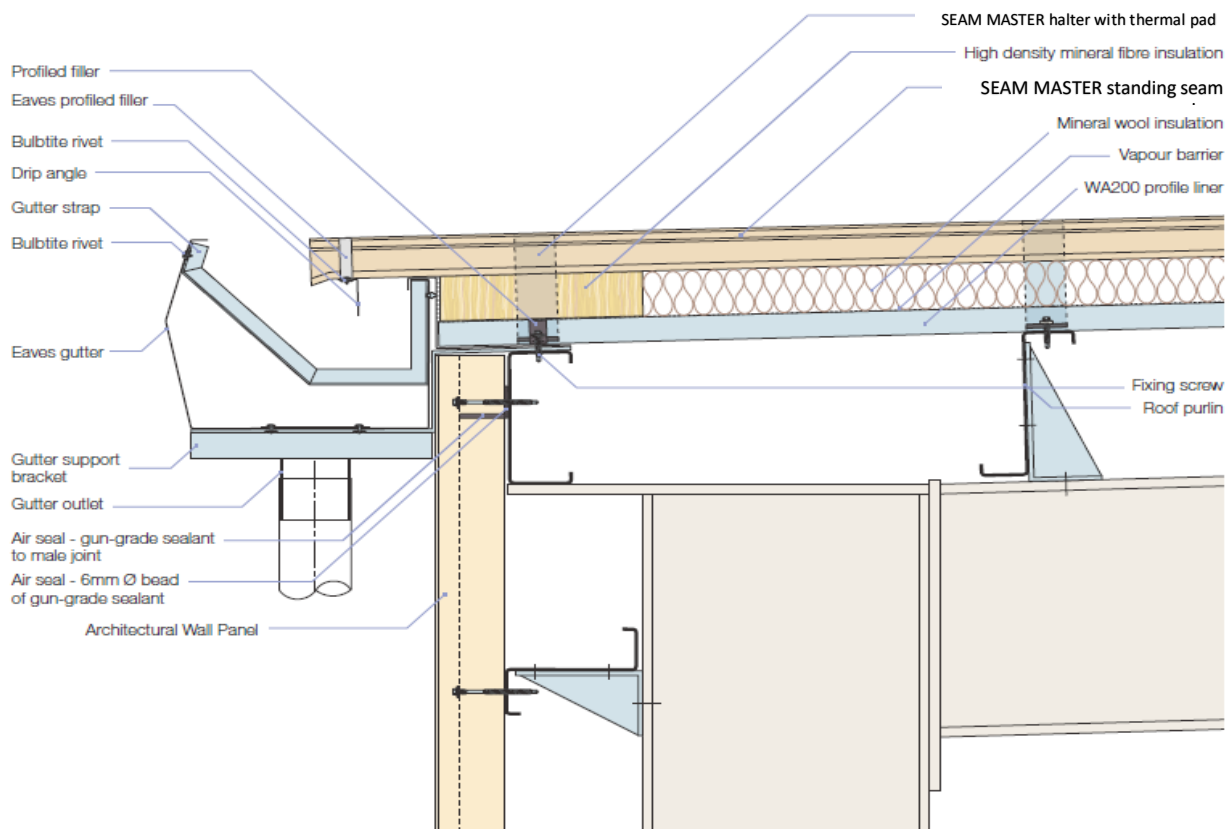 SEAM MASTER halter with thermal pad
High density mineral fibre insulation
SEAM MASTER standing seam
Mineral wool insulation
Vapour barrier
WA200 profile liner
Profiled filler
Eaves profiled filler
Bulbtite rivet
Drip angle
Gutter strap
Bulbtite rivet
Eaves gutter
Fixing screw
Roof purlin
Gutter support
bracket
Gutter outlet
Air seal - gun-grade sealant
to male joint
Air seal - 6mm Ø bead
of gun-grade sealant
Architectural Wall Panel